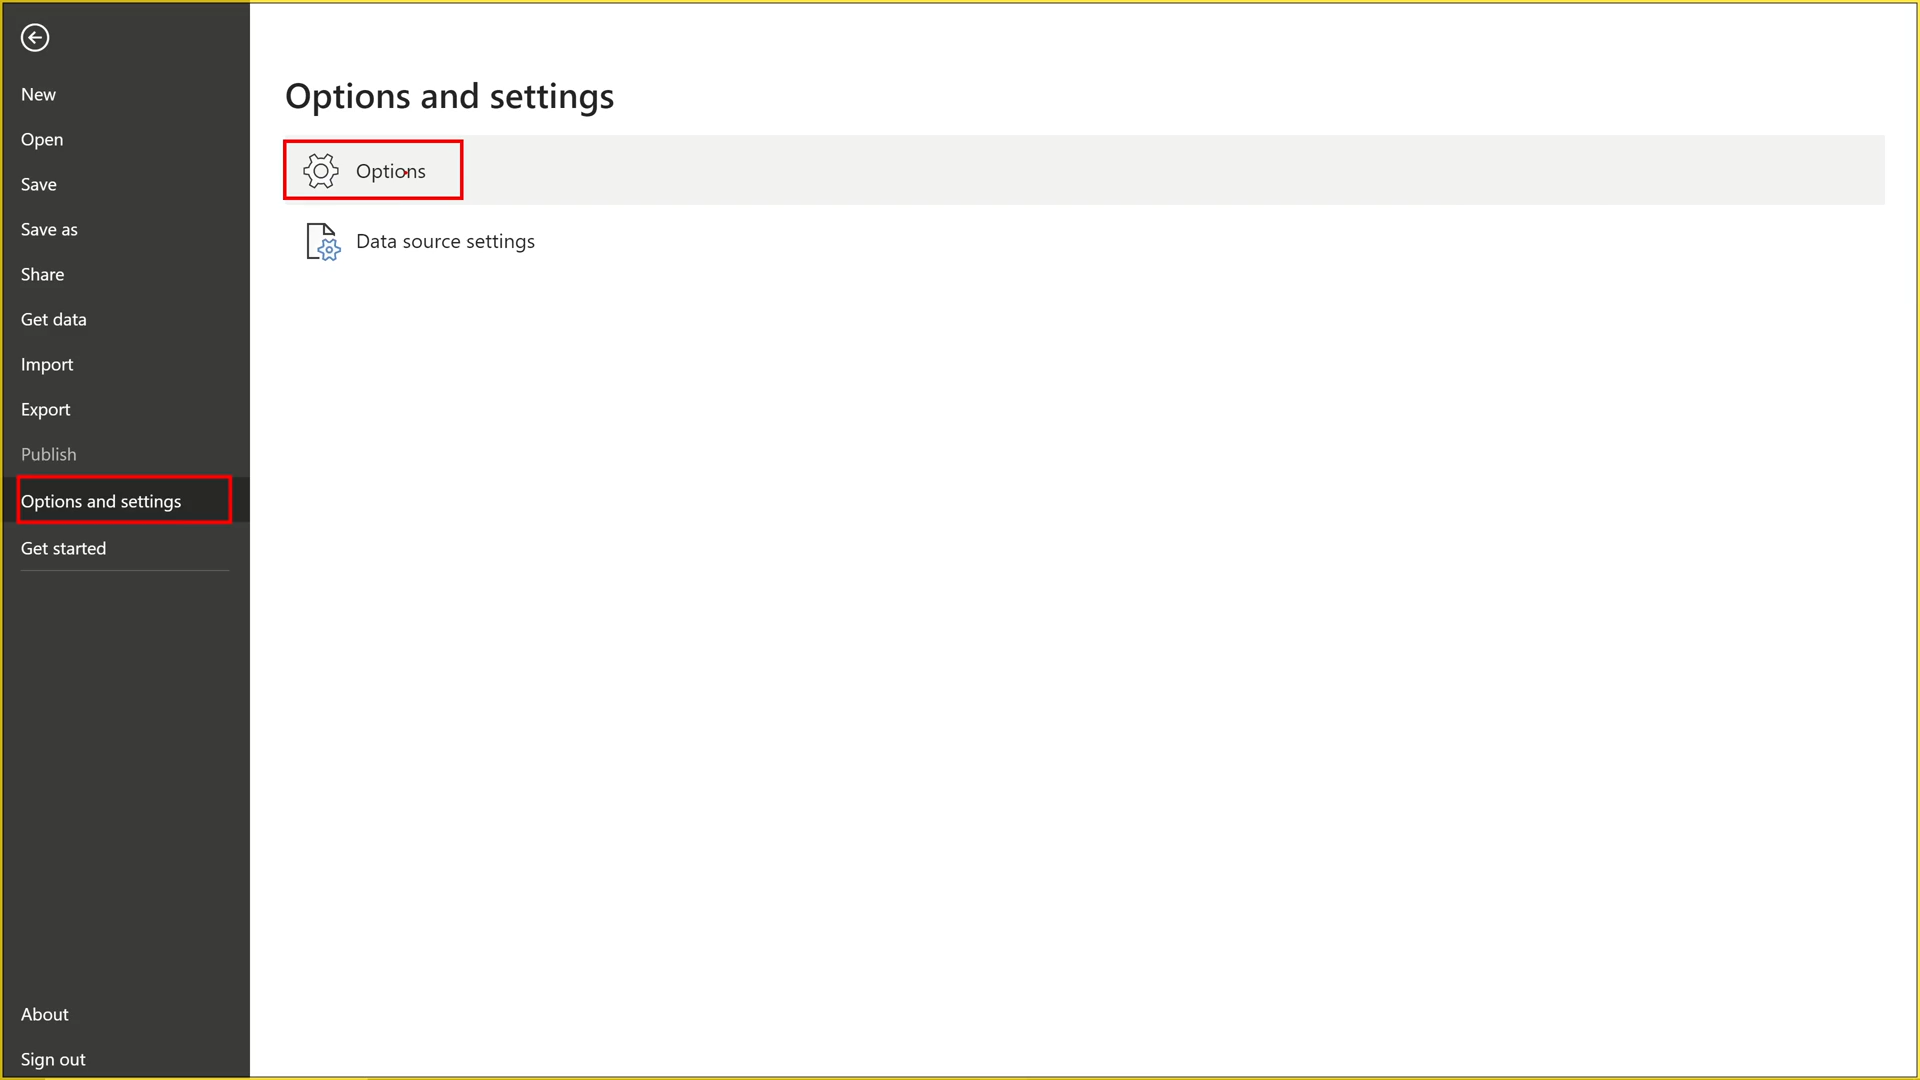 New
Open
Save
Save as
Share
Get data
Import
Export
Publish
Options and settings
Get started
About
Sign out
Options and settings
Options
Data source settings